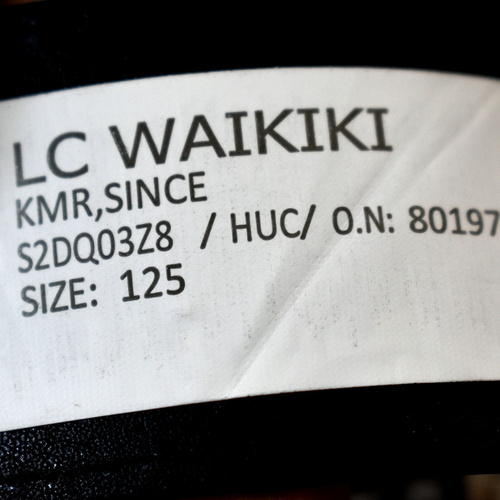 LC WAIKIKI
KMR,SINCE
S2DQ03Z8 / HUC/ O.N: 80197
SIZE: 125